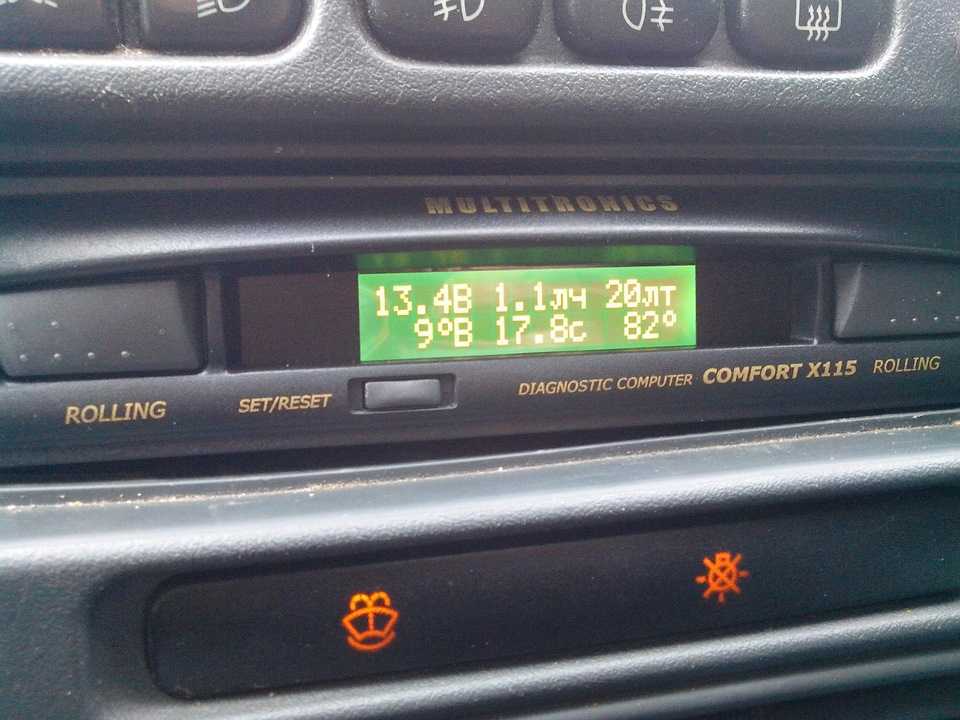 MULTITRONICS
13.4В 1.1лч 20лт
9°В 17.8с 82°
DIAGNOSTIC COMPUTER COMFORT X115
ROLLING
SET/RESET
ROLLING